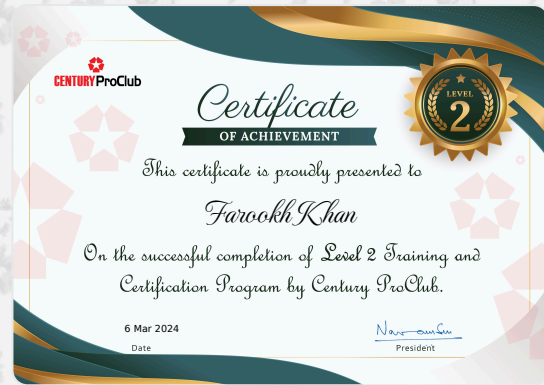 CENTURY ProClub
LEVEL
2
Certificate
OF ACHIEVEMENT
This certificate is proudly presented to
Farookh Khan
On the successful completion of Level 2 Training and
Certification Program by Century ProClub.
6 Mar 2024
Date
President